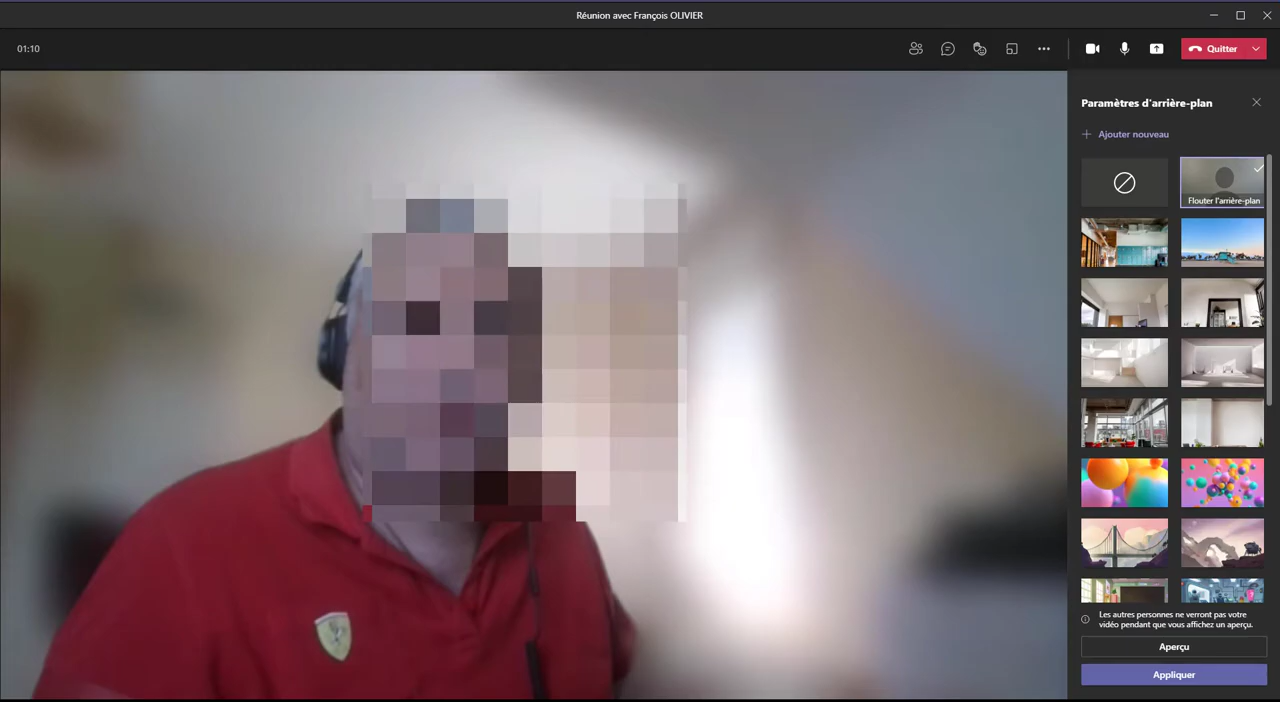 Réunion avec François OLIVIER
01:10
Quitter
Paramètres d'arrière-plan
Ajouter nouveau
Flouter l'arrière-plan
Les autres personnes ne verront pas votre
vidéo pendant que vous affichez un aperçu.
Aperçu
Appliquer